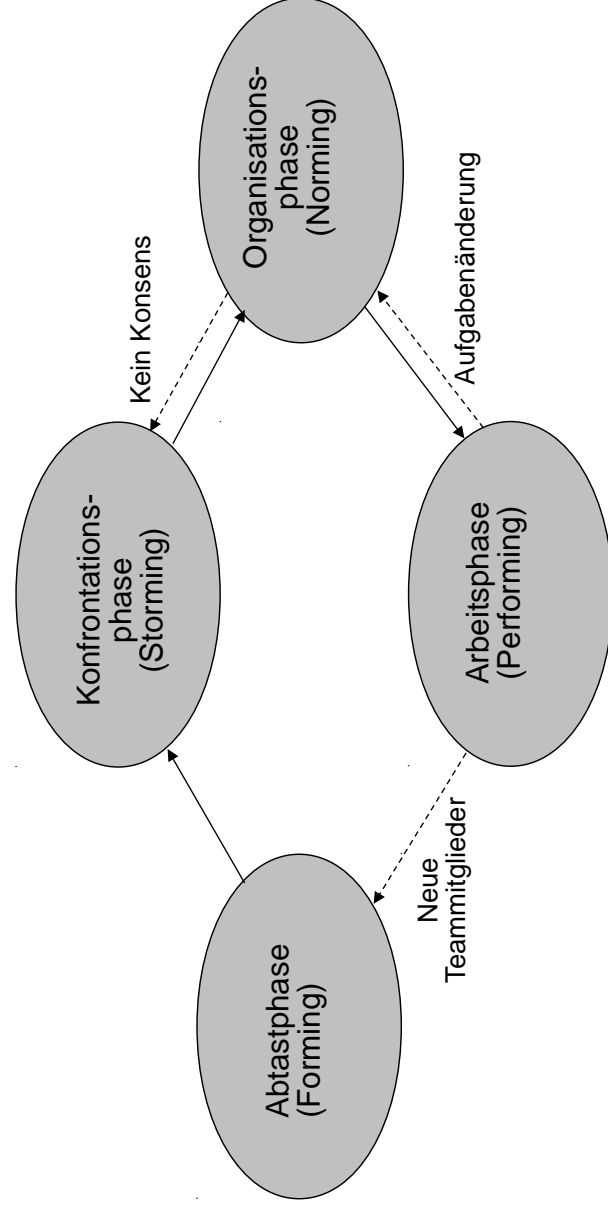 Konfrontations-
phase
(Storming)
Kein Konsens
Abtastphase
(Forming)
Organisations-
phase
(Norming)
Neue
Teammitglieder
Arbeitsphase
(Performing)
Aufgabenänderung